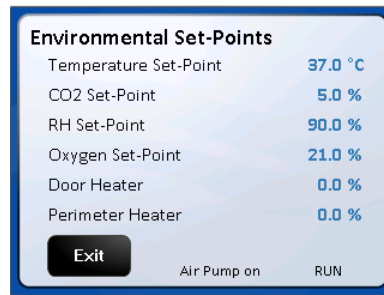 Environmental Set-Points
Temperature Set-Point 37.0 °C
CO2 Set-Point 5.0 %
RH Set-Point 90.0 %
Oxygen Set-Point 21.0 %
Door Heater 0.0 %
Perimeter Heater 0.0 %
Exit Air Pump on RUN